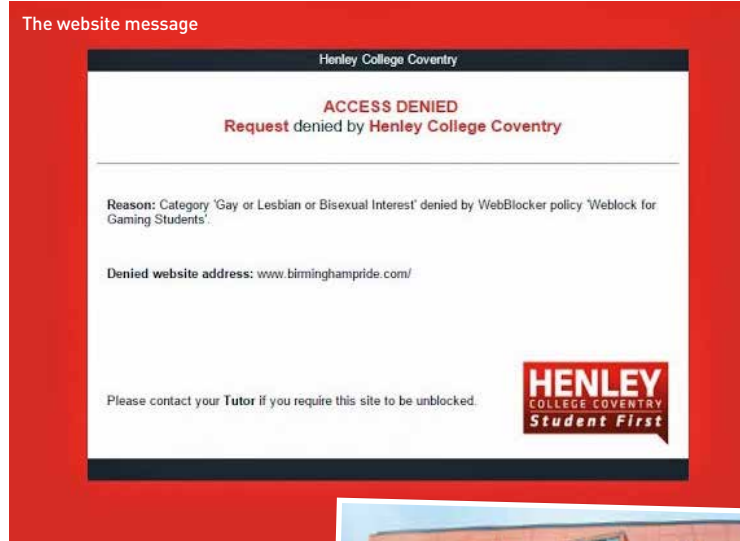 The website message
Henley College Coventry
ACCESS DENIED
Request denied by Henley College Coventry
Reason: Category 'Gay or Lesbian or Bisexual Interest' denied by WebBlocker policy 'Weblock for
Gaming Students'.
Denied website address: www.birminghampride.com/
Please contact your Tutor if you require this site to be unblocked.
HENLEY
COLLEGE COVENTRY
Student First